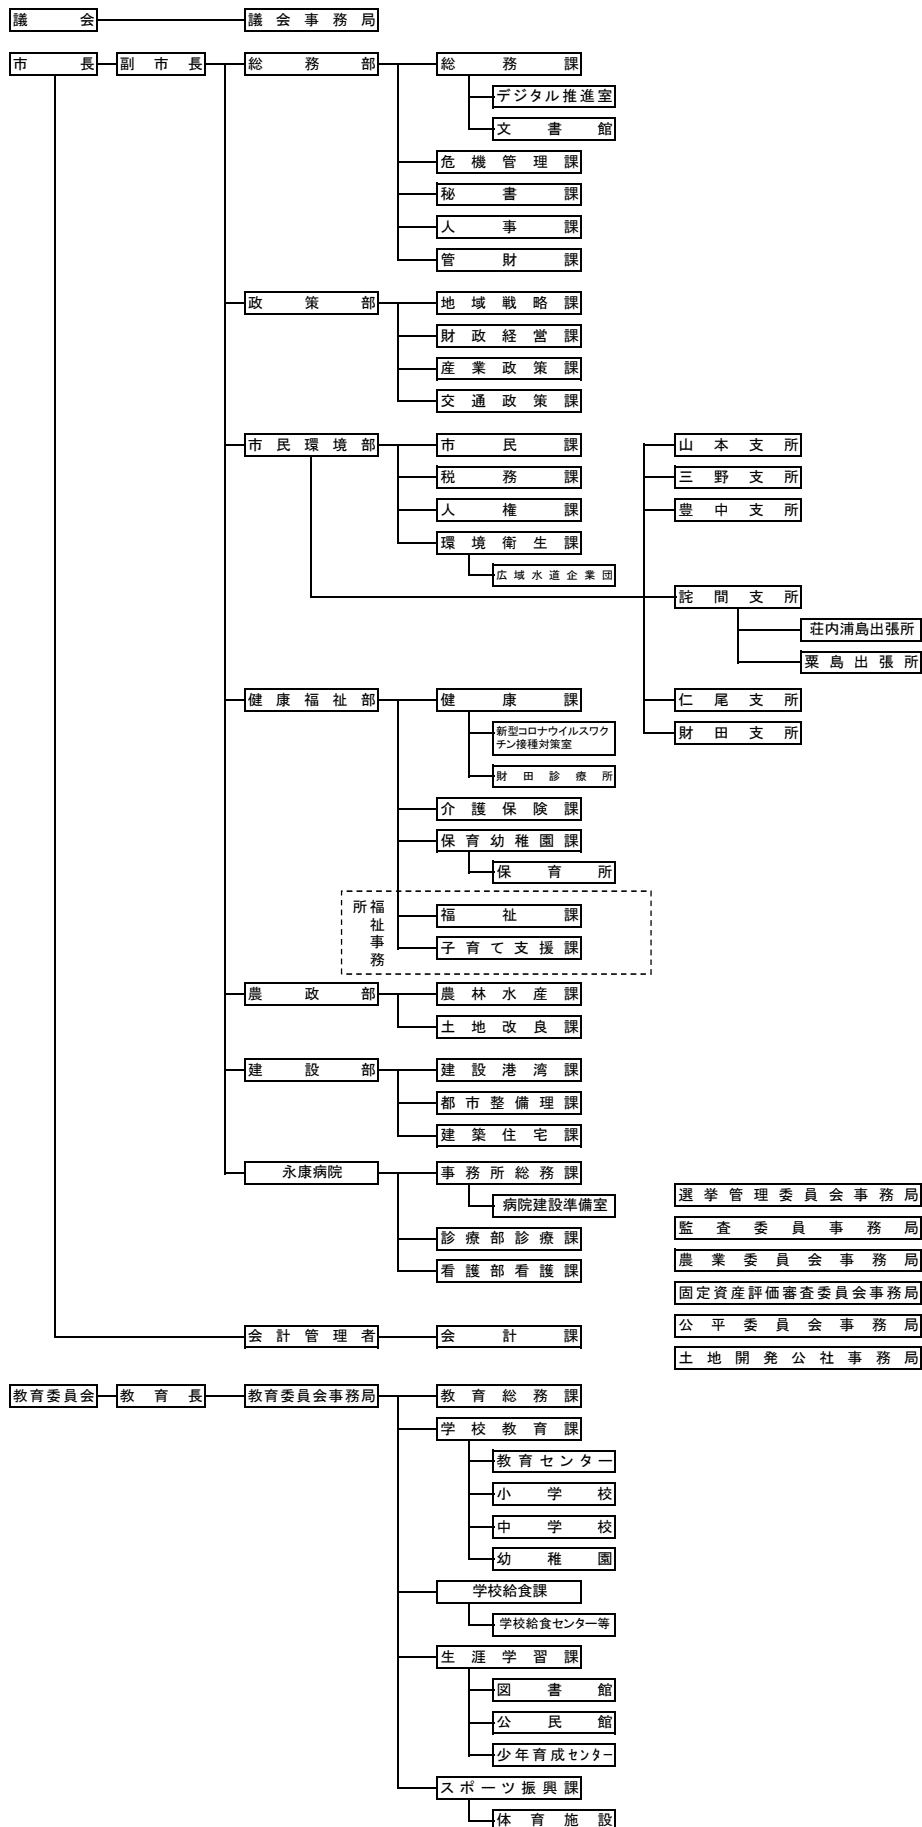 議会 議会事務局
市長 副市長 総務部 総務課
デジタル推進室
文書館
危機管理課
秘書課
人事課
管財課
政策部 地域戦略課
財政経営課
産業政策課
交通政策課
市民環境部 市民課 山本支所
税務課 三野支所
人権課 豊中支所
環境衛生課
広域水道企業団
詫間支所
荘内浦島出張所
粟島出張所
健康福祉部 健康課 仁尾支所
新型コロナウイルスワク
チン接種対策室
財田支所
財田診療所
介護保険課
保育幼稚園課
保育所
福祉事務所
福祉課
子育て支援課
農政部 農林水産課
土地改良課
建設部 建設港湾課
都市整備理課
建築住宅課
永康病院 事務所総務課
病院建設準備室
診療部診療課
看護部看護課
選挙管理委員会事務局
監査委員事務局
農業委員会事務局
固定資産評価審査委員会事務局
公平委員会事務局
土地開発公社事務局
会計管理者 会計課
教育委員会 教育長 教育委員会事務局 教育総務課
学校教育課
教育センター
小学校
中学校
幼稚園
学校給食課
学校給食センター等
生涯学習課
図書館
公民館
少年育成センター
スポーツ振興課
体育施設